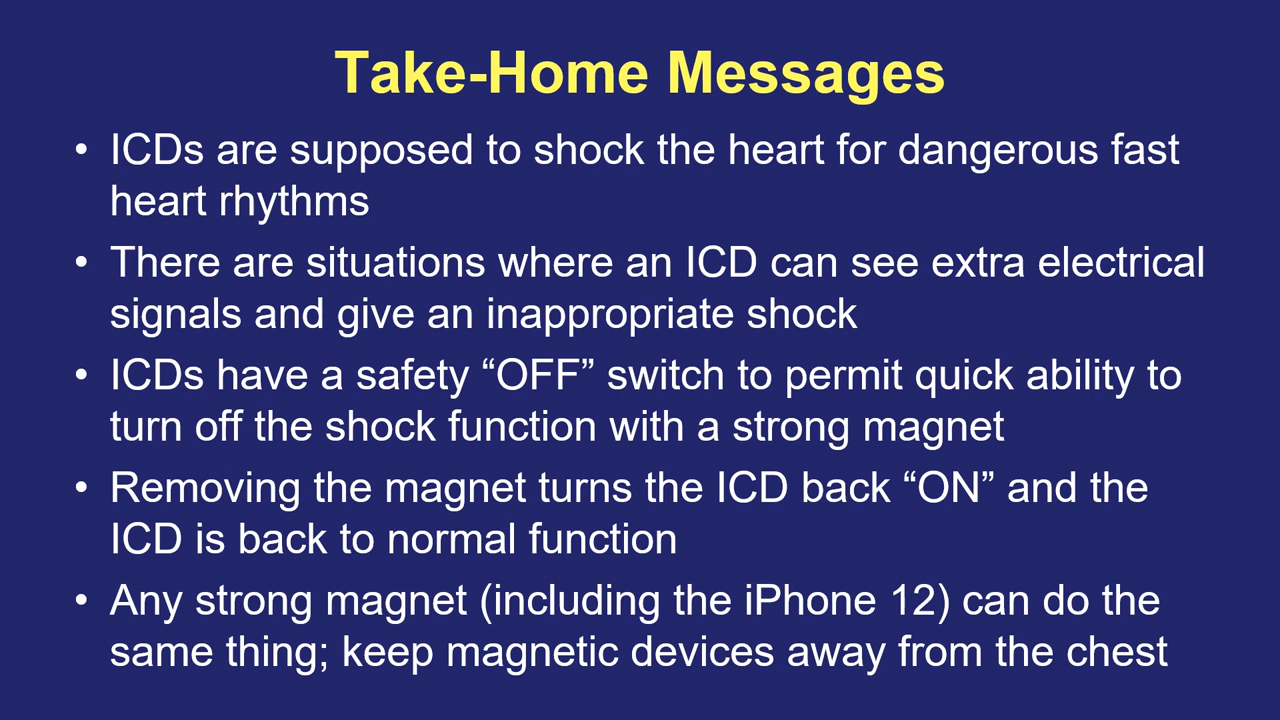 Take-Home Messages
• ICDs are supposed to shock the heart for dangerous fast
heart rhythms
• There are situations where an ICD can see extra electrical
signals and give an inappropriate shock
• ICDs have a safety “OFF” switch to permit quick ability to
turn off the shock function with a strong magnet
• Removing the magnet turns the ICD back “ON” and the
ICD is back to normal function
• Any strong magnet (including the iPhone 12) can do the
same thing; keep magnetic devices away from the chest